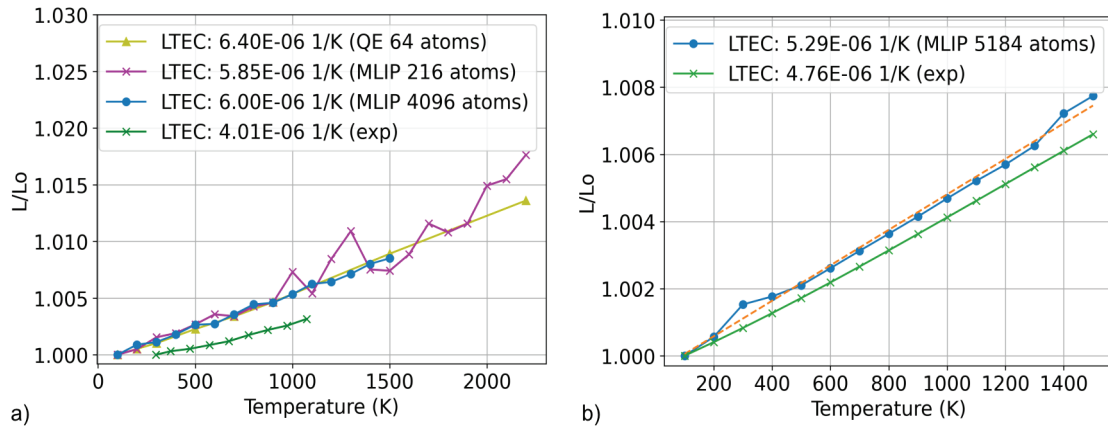 1.030
1.025
1.020
1.015
1.010
1.005
1.000
L/Lo
LTEC: 6.40E-06 1/K (QE 64 atoms)
LTEC: 5.85E-06 1/K (MLIP 216 atoms)
LTEC: 6.00E-06 1/K (MLIP 4096 atoms)
LTEC: 4.01E-06 1/K (exp)
0 500 1000 1500 2000
Temperature (K)
a)
1.010
1.008
1.006
1.004
1.002
1.000
L/Lo
LTEC: 5.29E-06 1/K (MLIP 5184 atoms)
LTEC: 4.76E-06 1/K (exp)
200 400 600 800 1000 1200 1400
Temperature (K)
b)